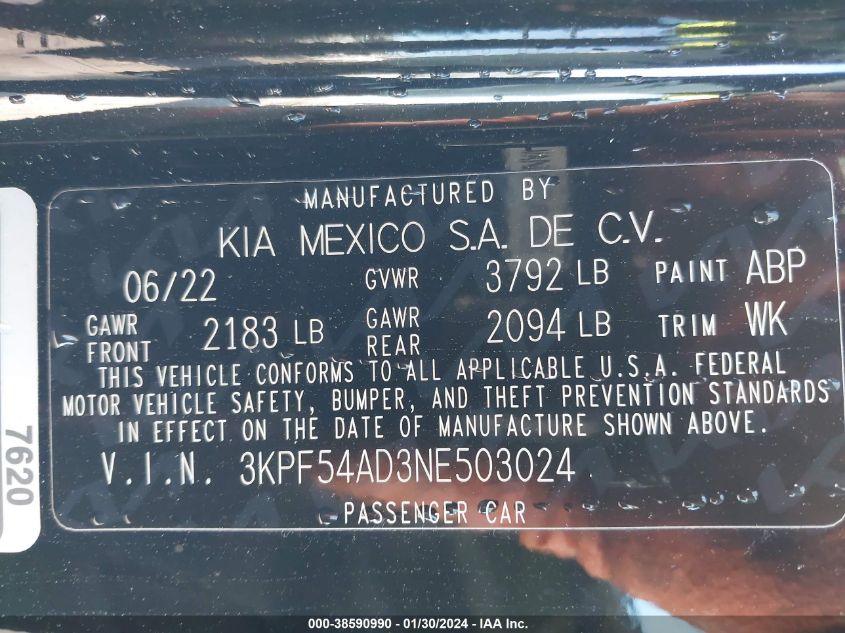 MANUFACTURED BY
KIA MEXICO S.A. DE C.V.
06/22 GVWR 3792 LB PAINT ABP
GAWR FRONT 2183 LB GAWR REAR 2094 LB TRIM WK
THIS VEHICLE CONFORMS TO ALL APPLICABLE U.S.A. FEDERAL
MOTOR VEHICLE SAFETY, BUMPER, AND THEFT PREVENTION STANDARDS
IN EFFECT ON THE DATE OF MANUFACTURE SHOWN ABOVE.
V.I.N. 3KPF54AD3NE503024
PASSENGER CAR
7620
000-38590990 - 01/30/2024 - IAA Inc.